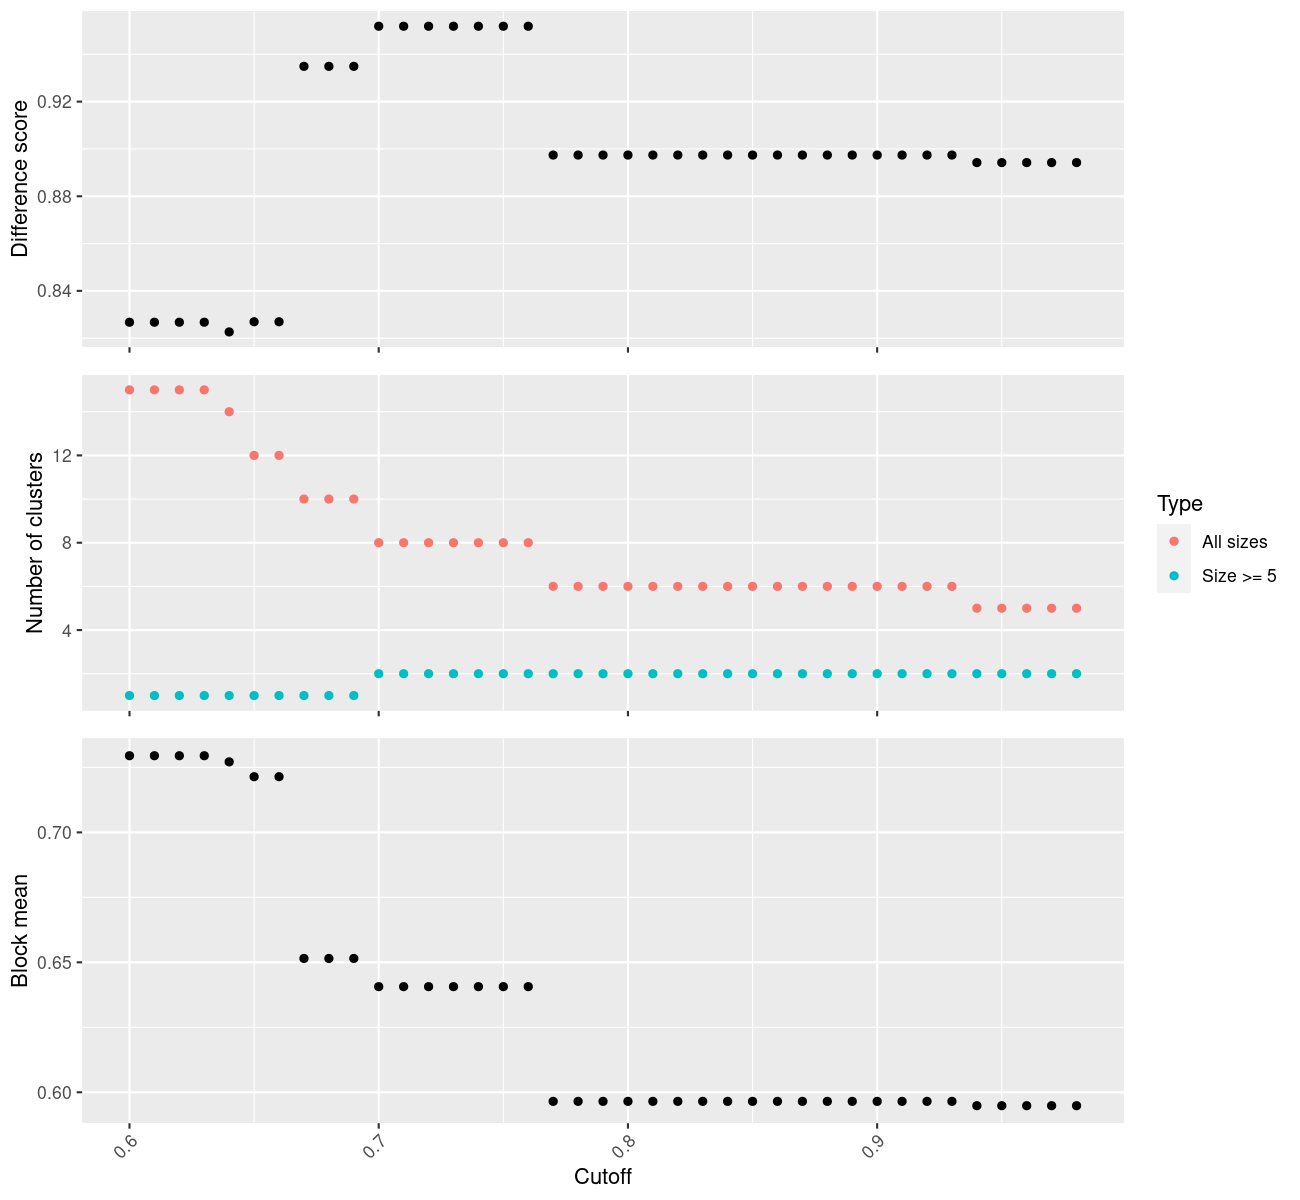 Difference score
0.92
0.88
0.84
Number of clusters
12
8
4
Type
All sizes
Size >= 5
Block mean
0.70
0.65
0.60
0.6
0.7
0.8
0.9
Cutoff